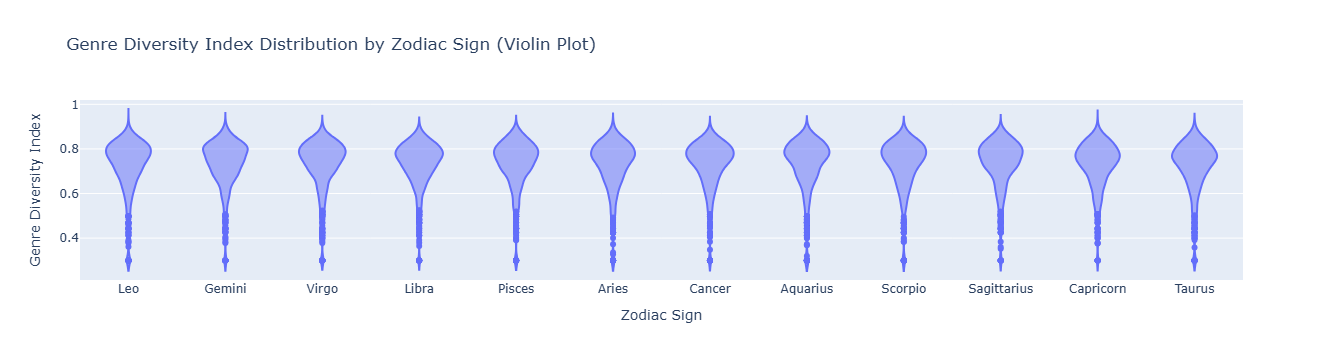 Genre Diversity Index Distribution by Zodiac Sign (Violin Plot)
Genre Diversity Index
1
0.8
0.6
0.4
Leo
Gemini
Virgo
Libra
Pisces
Aries
Cancer
Aquarius
Scorpio
Sagittarius
Capricorn
Taurus
Zodiac Sign